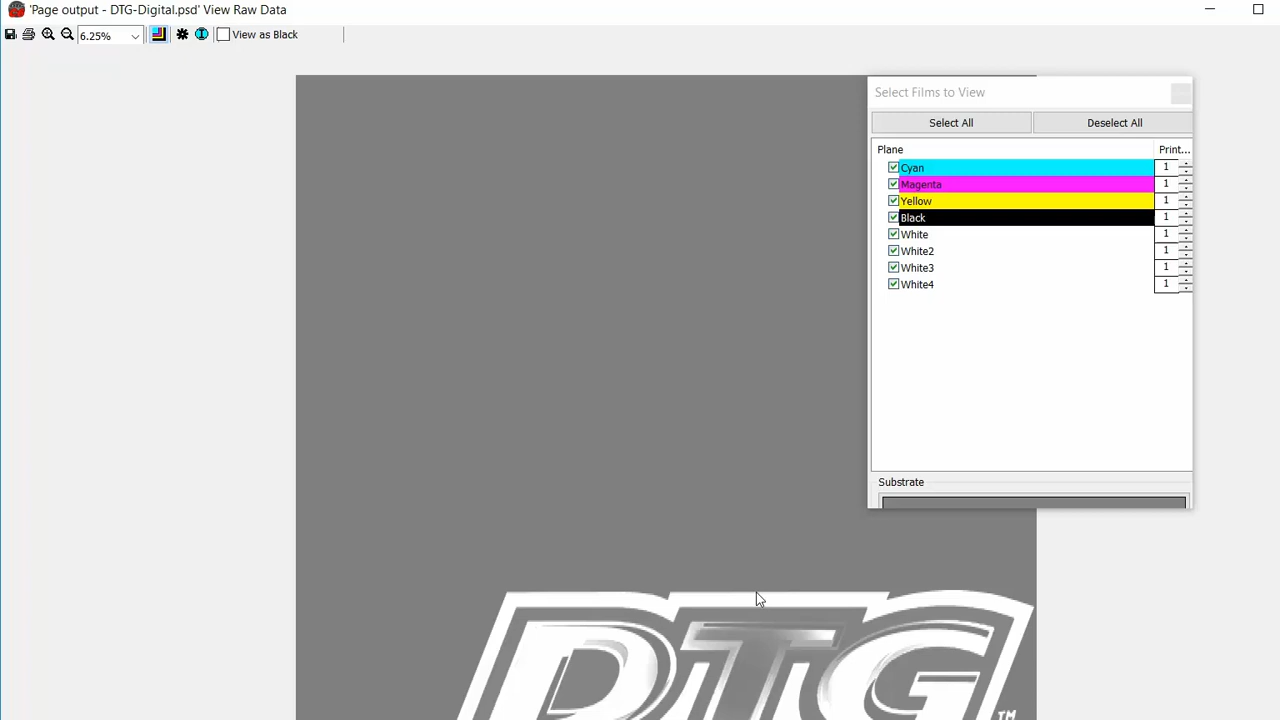 'Page output - DTG-Digital.psd' View Raw Data
6.25% View as Black
Select Films to View
Select All Deselect All
Plane Print...
Cyan 1
Magenta 1
Yellow 1
Black 1
White 1
White2 1
White3 1
White4 1
Substrate
DTG™